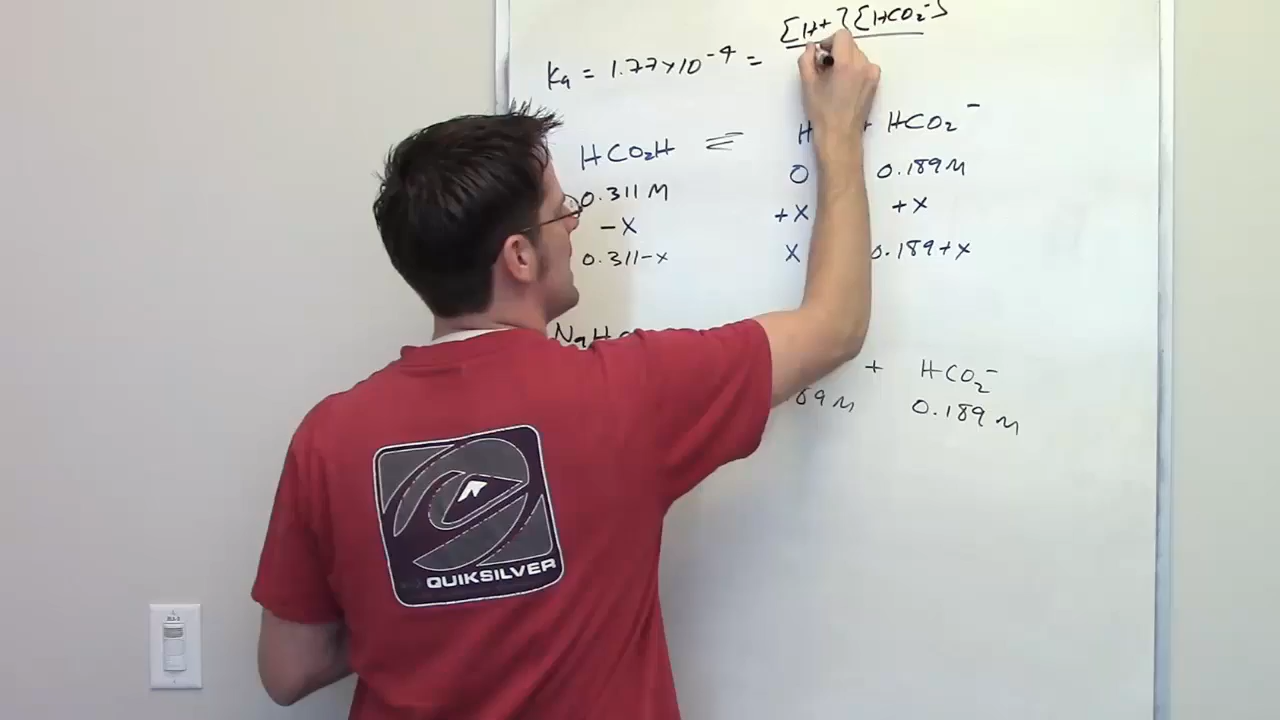 [H+][HCO2-]
Ka = 1.77x10-4 =
HCO2H ⇌ H + HCO2-
0.311 M 0 0.189 M
-X +X +X
0.311-x X 0.189+x
+ HCO2-
0.189 M
QUIKSILVER